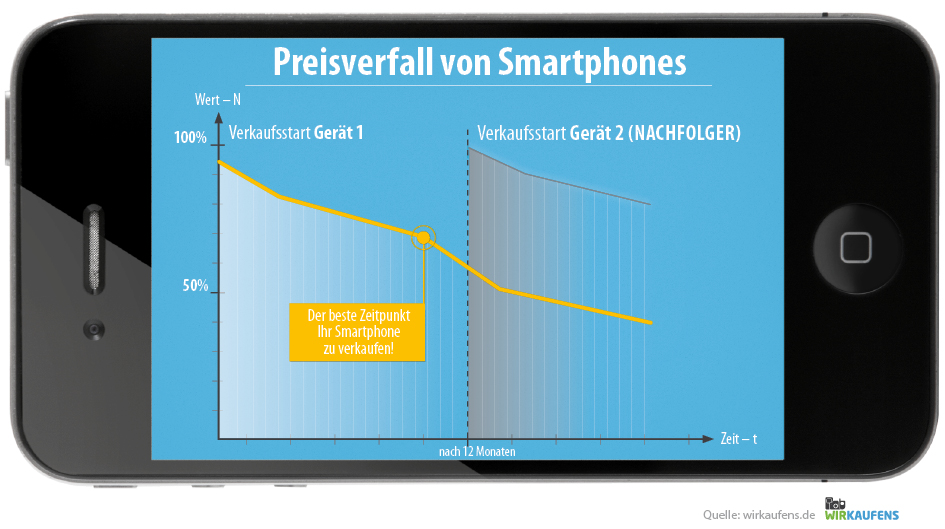 Preisverfall von Smartphones
Wert – N
100%
Verkaufsstart Gerät 1
Verkaufsstart Gerät 2 (NACHFOLGER)
50%
Der beste Zeitpunkt
Ihr Smartphone
zu verkaufen!
Zeit – t
nach 12 Monaten
Quelle: wirkaufens.de
WIRKAUFENS